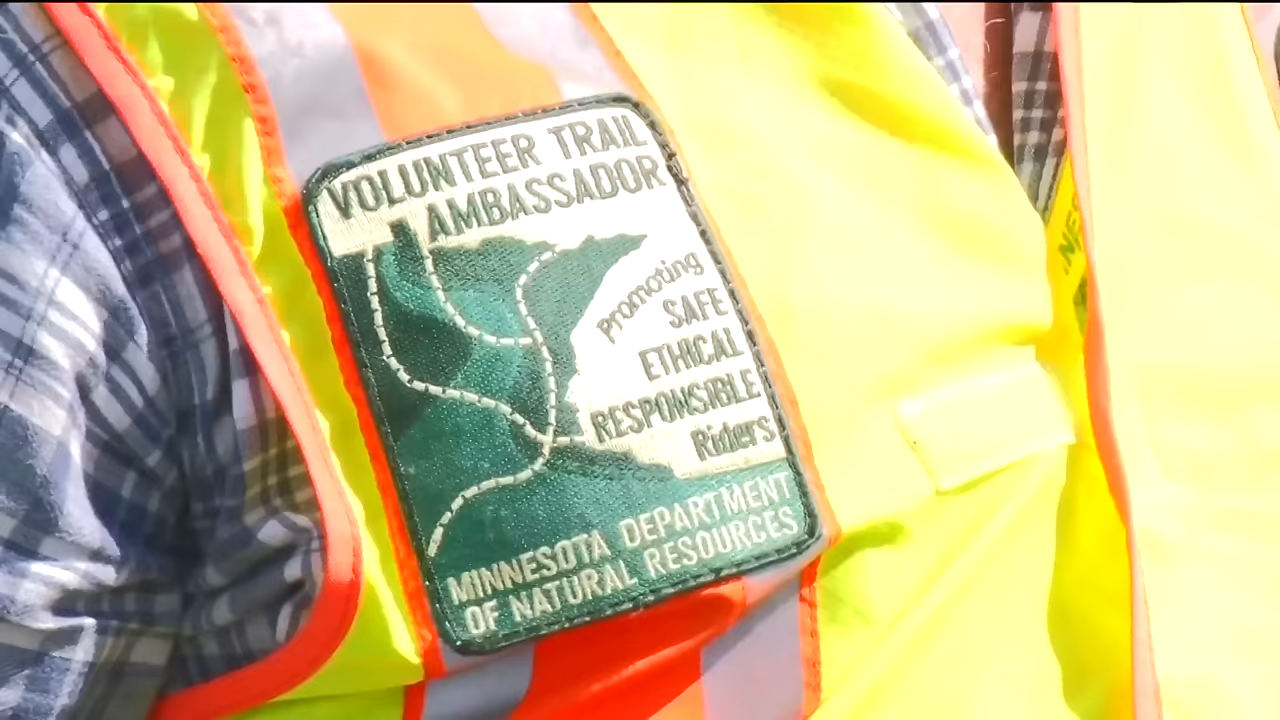 VOLUNTEER TRAIL
AMBASSADOR
Promoting
SAFE
ETHICAL
RESPONSIBLE
Riders
MINNESOTA DEPARTMENT
OF NATURAL RESOURCES